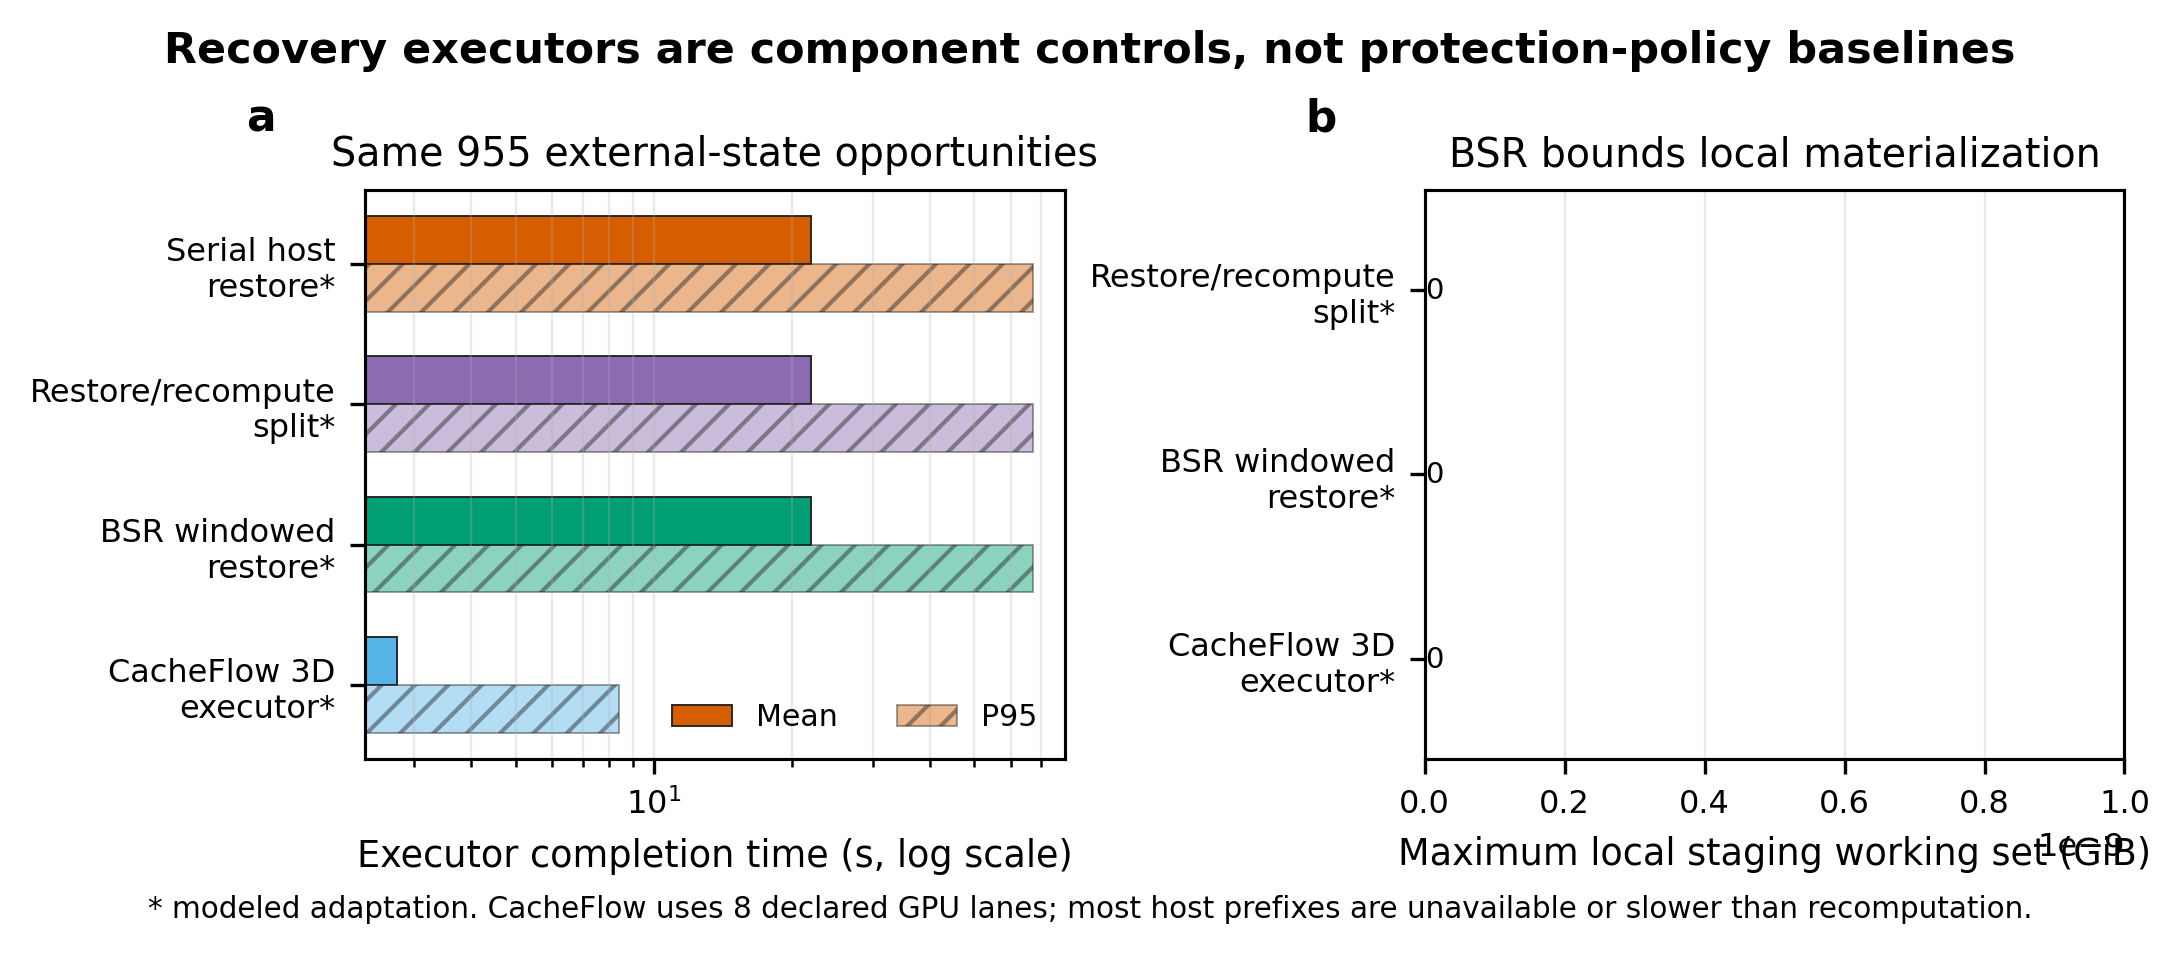 Recovery executors are component controls, not protection-policy baselines
a
Same 955 external-state opportunities
Serial host
restore*
Restore/recompute
split*
BSR windowed
restore*
CacheFlow 3D
executor*
Mean
P95
10¹
Executor completion time (s, log scale)
b
BSR bounds local materialization
Restore/recompute
split*
0
BSR windowed
restore*
0
CacheFlow 3D
executor*
0
0.0 0.2 0.4 0.6 0.8 1.0
1e−9
Maximum local staging working set (GiB)
* modeled adaptation. CacheFlow uses 8 declared GPU lanes; most host prefixes are unavailable or slower than recomputation.